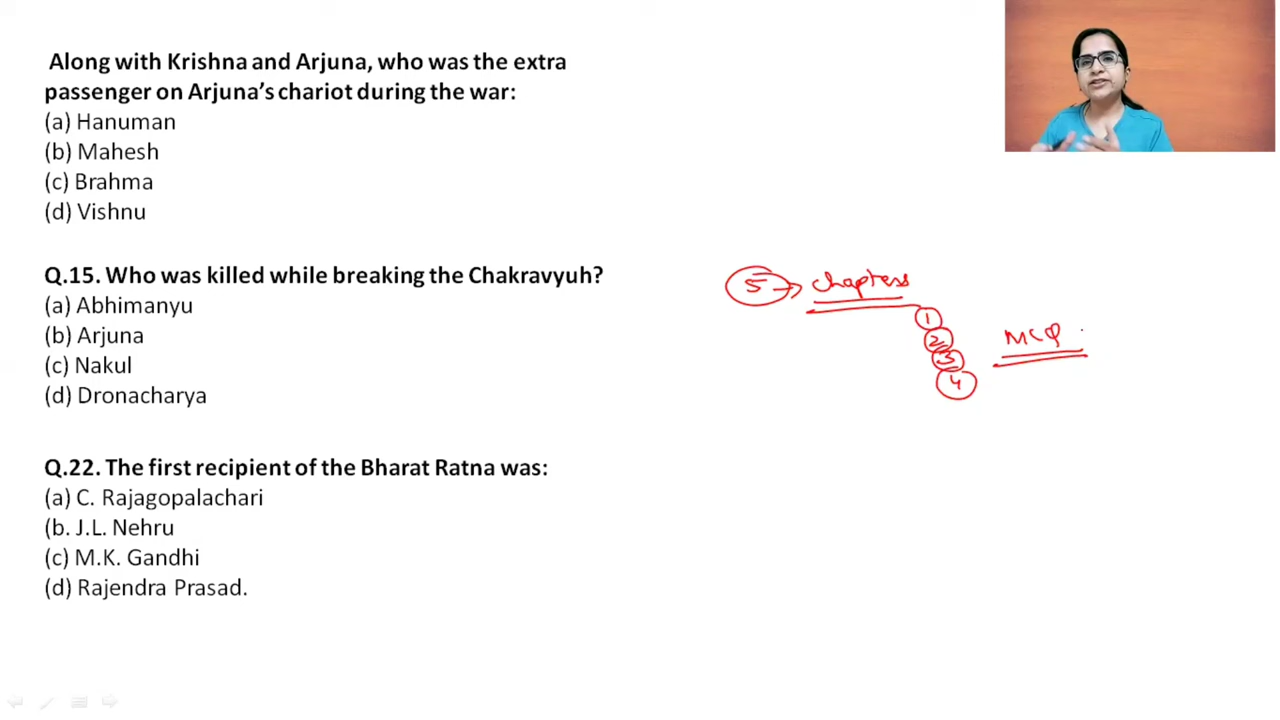 Along with Krishna and Arjuna, who was the extra
passenger on Arjuna’s chariot during the war:
(a) Hanuman
(b) Mahesh
(c) Brahma
(d) Vishnu
Q.15. Who was killed while breaking the Chakravyuh?
(a) Abhimanyu
(b) Arjuna
(c) Nakul
(d) Dronacharya
Q.22. The first recipient of the Bharat Ratna was:
(a) C. Rajagopalachari
(b. J.L. Nehru
(c) M.K. Gandhi
(d) Rajendra Prasad.
5 → chapters
1
2
3
4
MCQ